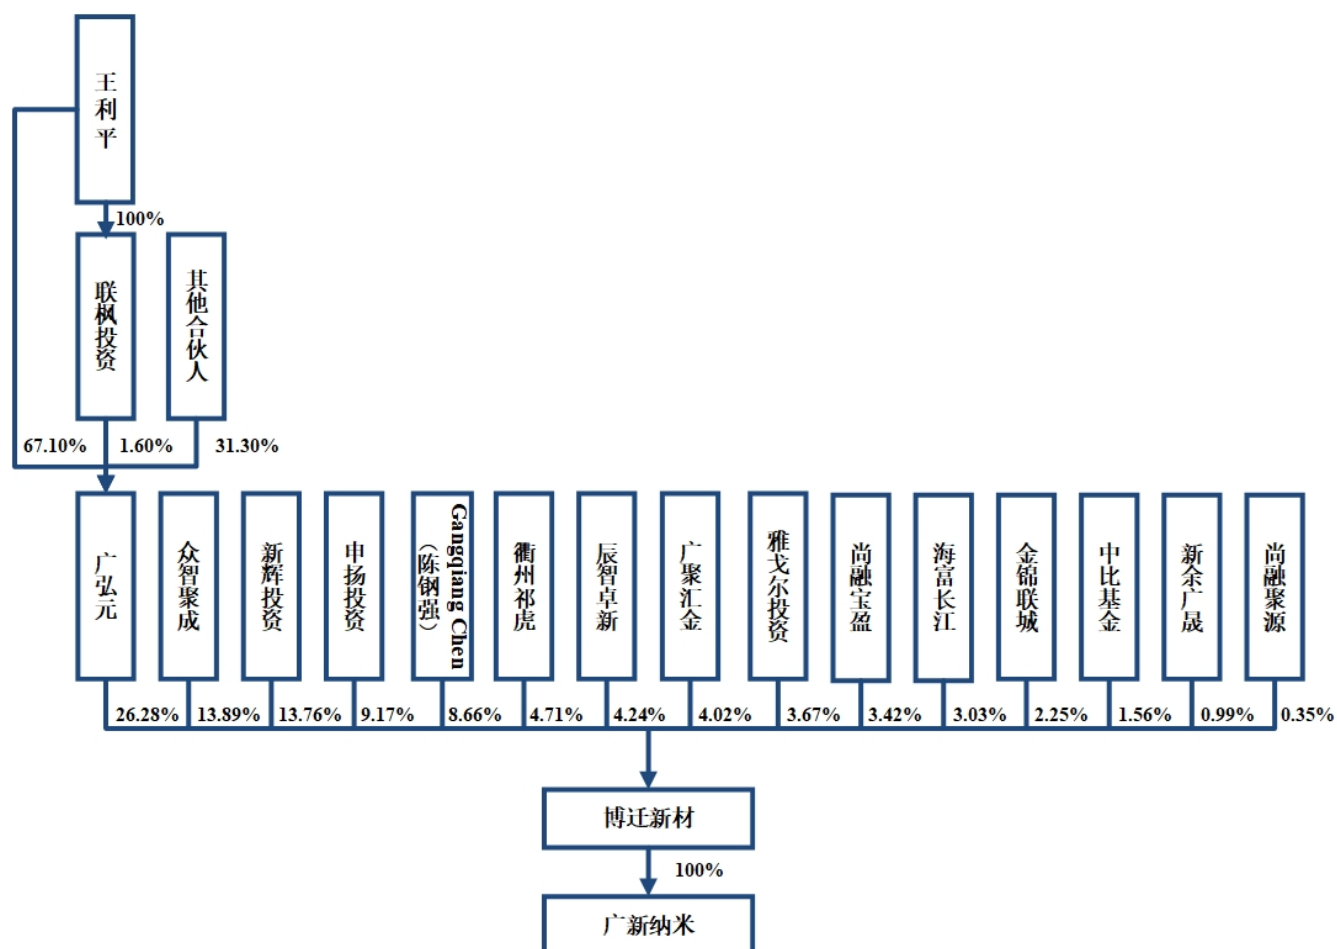 王利平
100%
联枫投资
其他合伙人
67.10%
1.60%
31.30%
广弘元
众智聚成
新辉投资
申扬投资
Gangqiang Chen
（陈钢强）
衢州祁虎
辰智卓新
广聚汇金
雅戈尔投资
尚融宝盈
海富长江
金锦联城
中比基金
新余广晟
尚融聚源
26.28%
13.89%
13.76%
9.17%
8.66%
4.71%
4.24%
4.02%
3.67%
3.42%
3.03%
2.25%
1.56%
0.99%
0.35%
博迁新材
100%
广新纳米